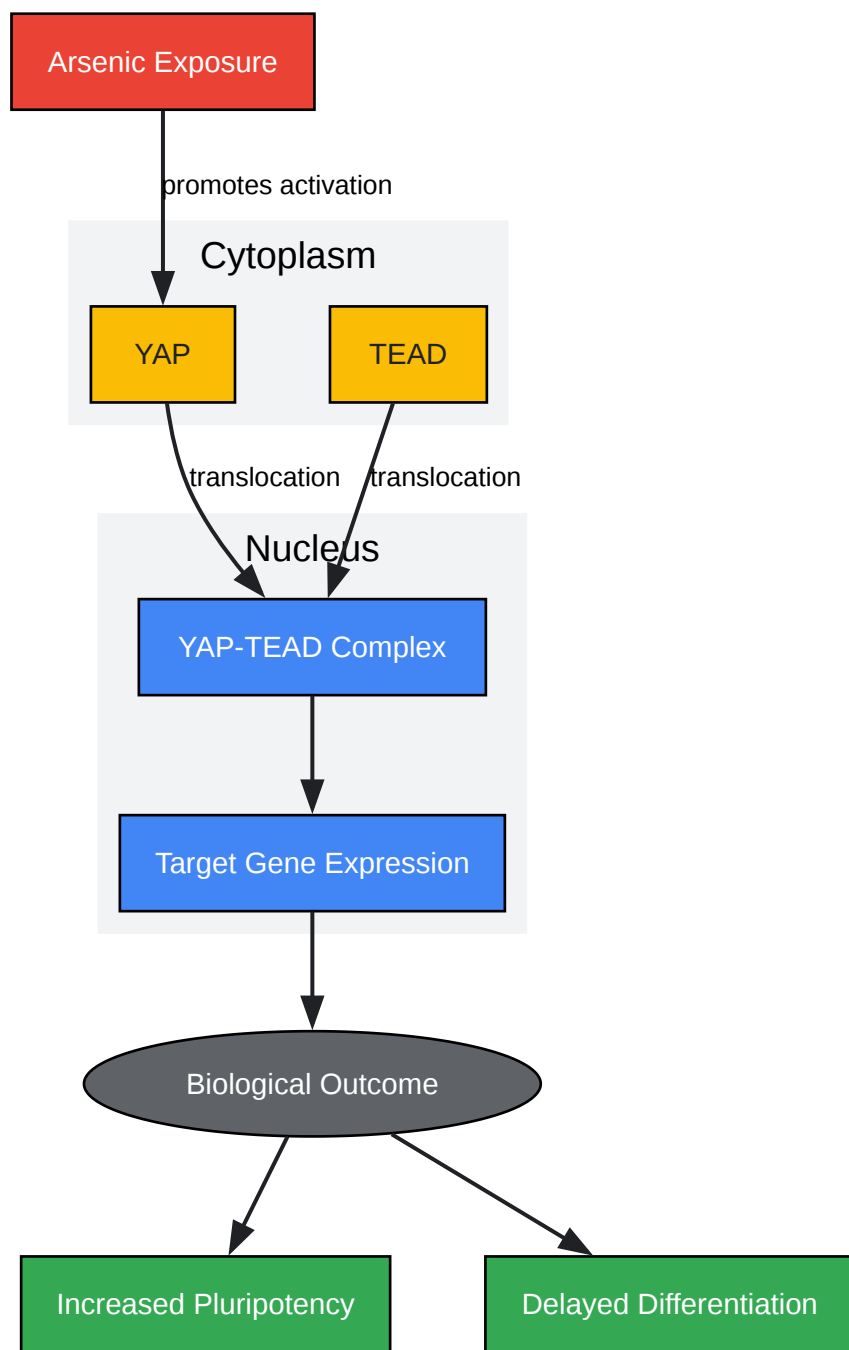 Arsenic Exposure
promotes activation
Cytoplasm
YAP
TEAD
translocation
translocation
Nucleus
YAP-TEAD Complex
Target Gene Expression
Biological Outcome
Increased Pluripotency
Delayed Differentiation